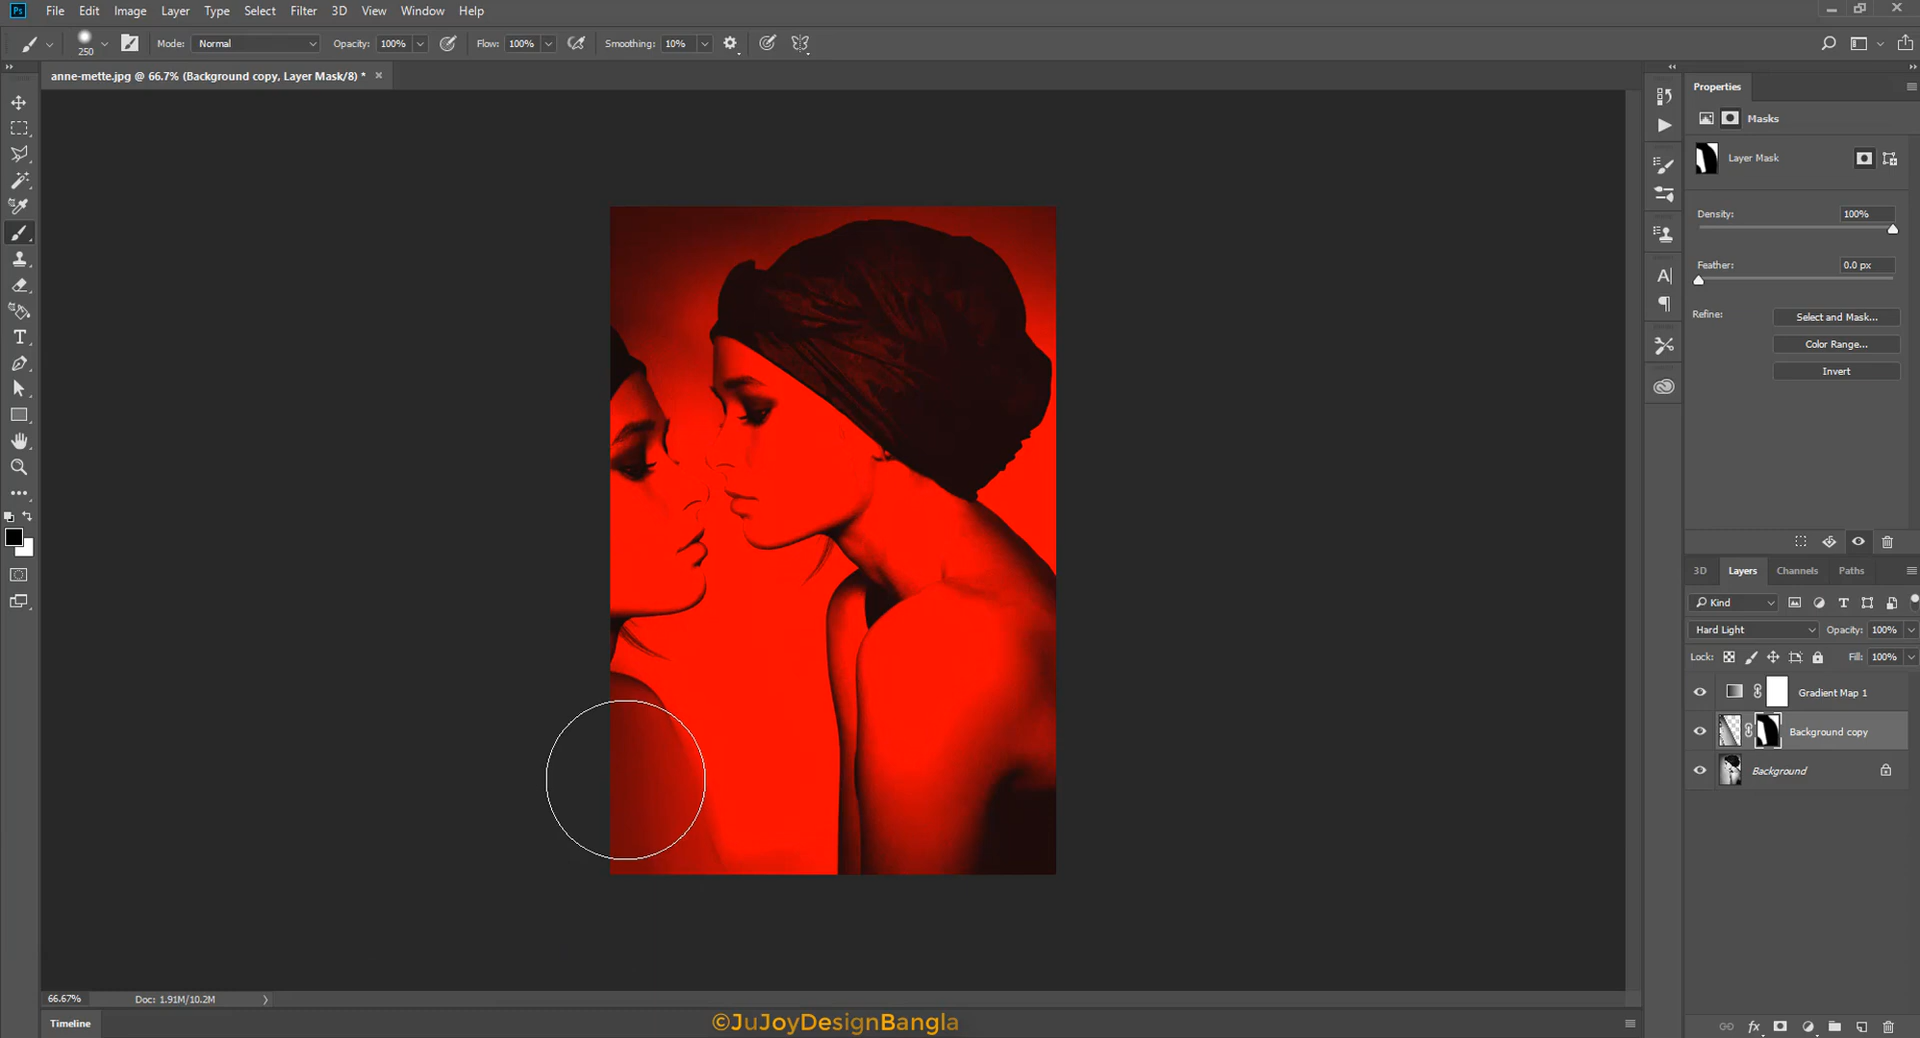 Ps File Edit Image Layer Type Select Filter 3D View Window Help
250 Mode: Normal Opacity: 100% Flow: 100% Smoothing: 10%
anne-mette.jpg @ 66.7% (Background copy, Layer Mask/8) * ×
Properties
Masks
Layer Mask
Density: 100%
Feather: 0.0 px
Refine: Select and Mask...
Color Range...
Invert
3D Layers Channels Paths
Kind
Hard Light Opacity: 100%
Lock: Fill: 100%
Gradient Map 1
Background copy
Background
66.67% Doc: 1.91M/10.2M
Timeline
©JuJoyDesignBangla